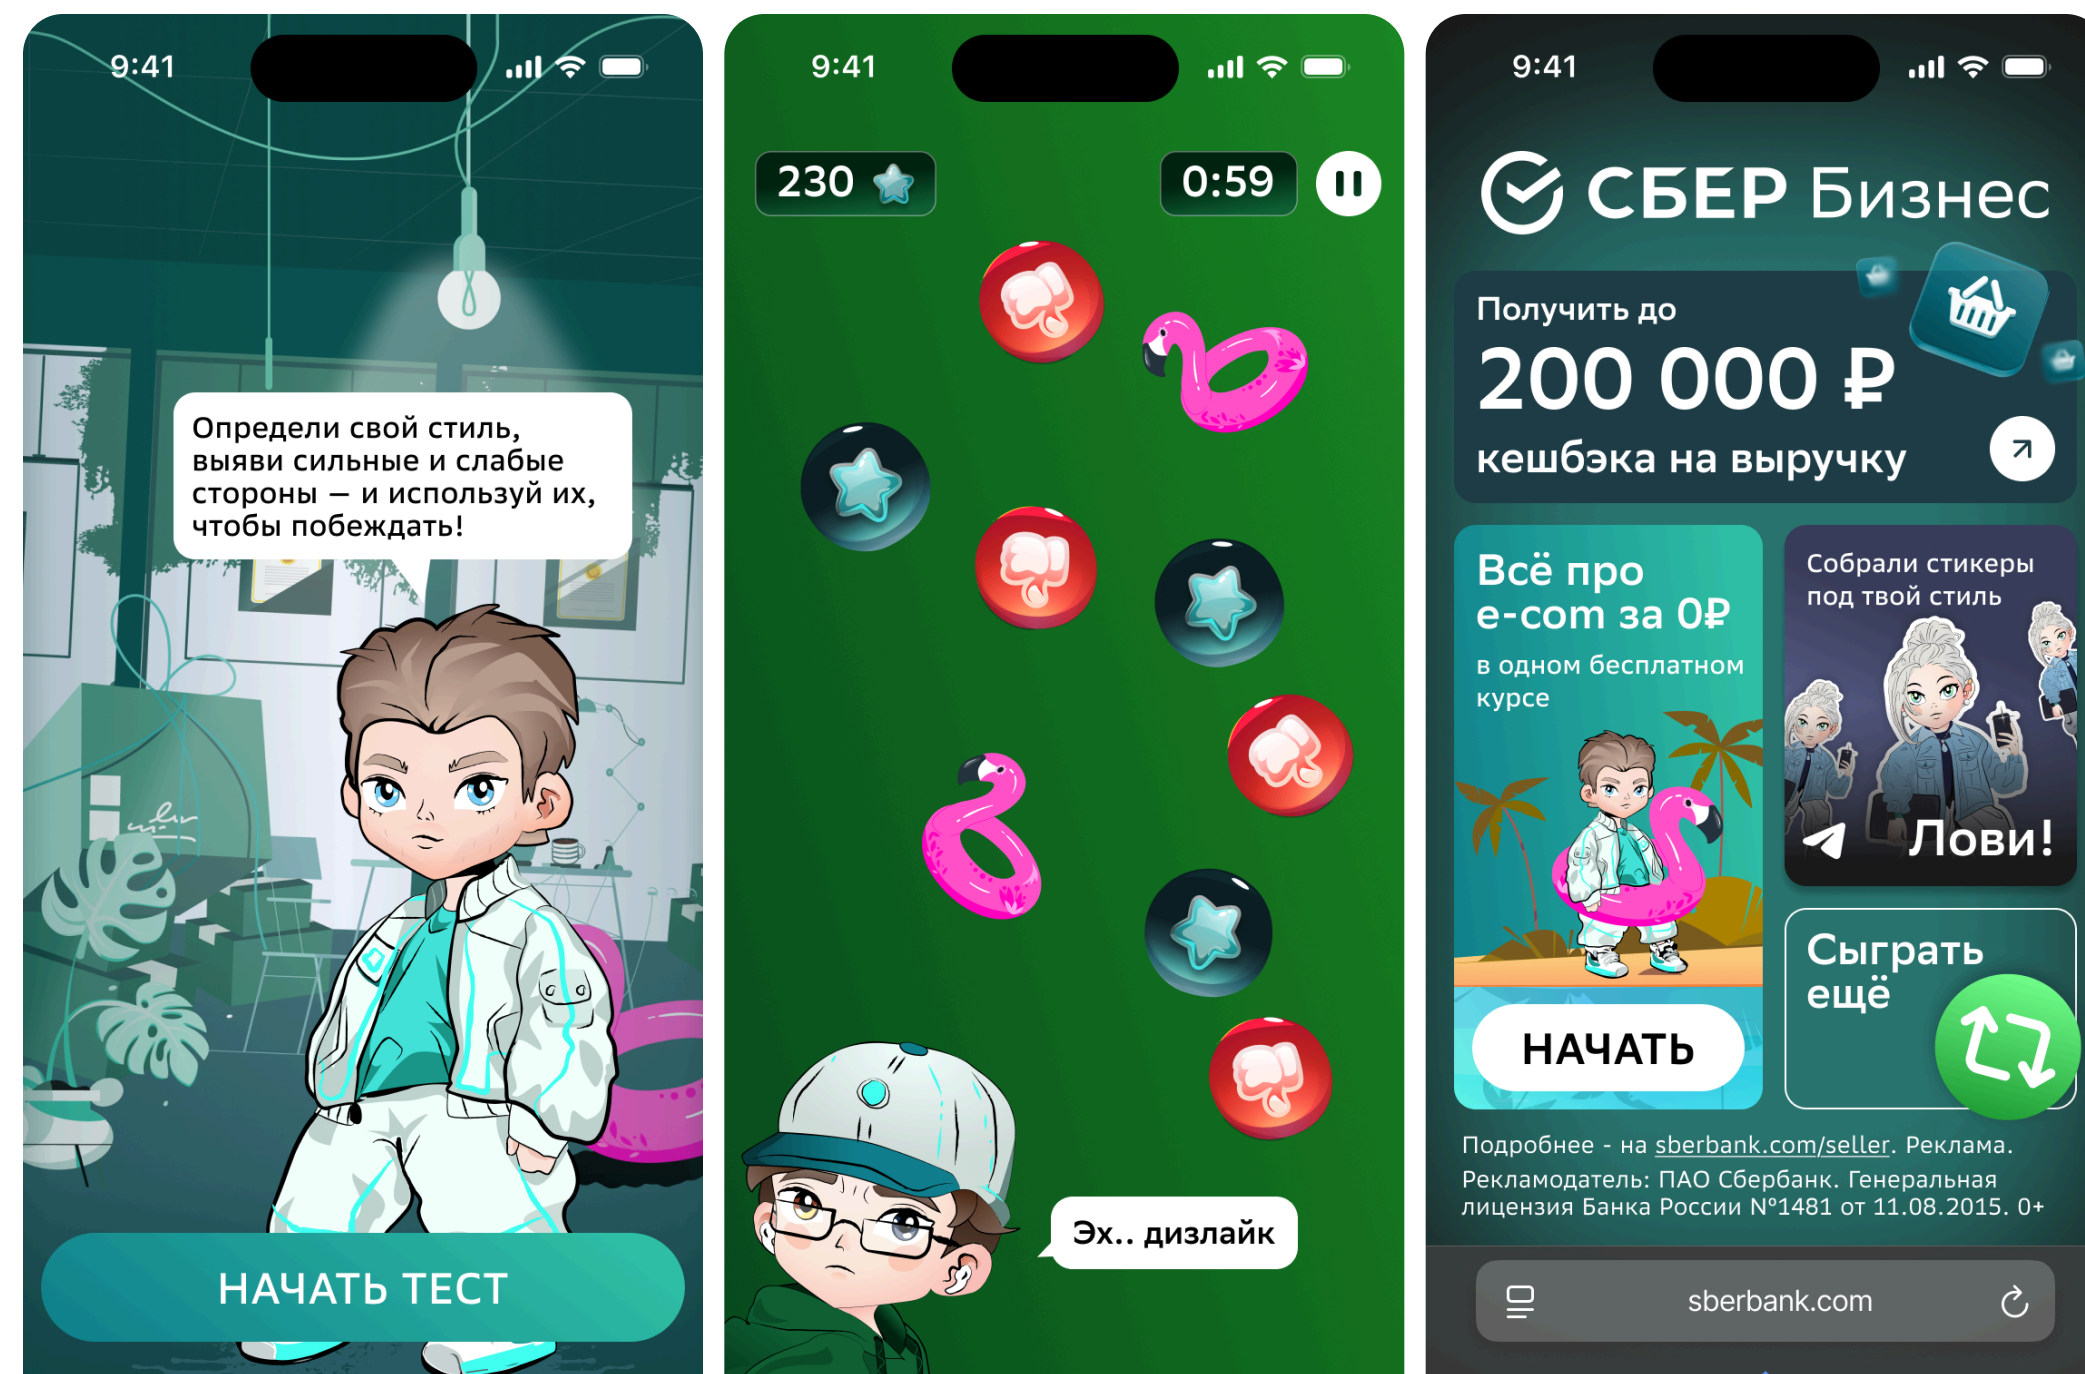 9:41
Определи свой стиль,
выяви сильные и слабые
стороны — и используй их,
чтобы побеждать!
НАЧАТЬ ТЕСТ
9:41
230
0:59
Эх.. дизлайк
9:41
СБЕР Бизнес
Получить до
200 000 ₽
кешбэка на выручку
Всё про
e-com за 0₽
в одном бесплатном
курсе
НАЧАТЬ
Собрали стикеры
под твой стиль
Лови!
Сыграть
ещё
Подробнее - на sberbank.com/seller. Реклама.
Рекламодатель: ПАО Сбербанк. Генеральная
лицензия Банка России №1481 от 11.08.2015. 0+
sberbank.com